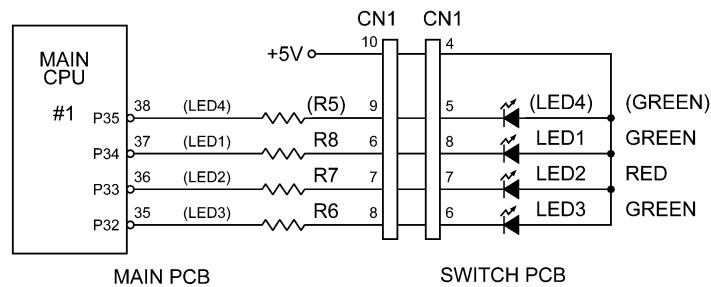 CN1 CN1
+5V 10 4
MAIN
CPU
#1
P35 38 (LED4) (R5) 9 5 (LED4) (GREEN)
P34 37 (LED1) R8 6 8 LED1 GREEN
P33 36 (LED2) R7 7 7 LED2 RED
P32 35 (LED3) R6 8 6 LED3 GREEN
MAIN PCB SWITCH PCB